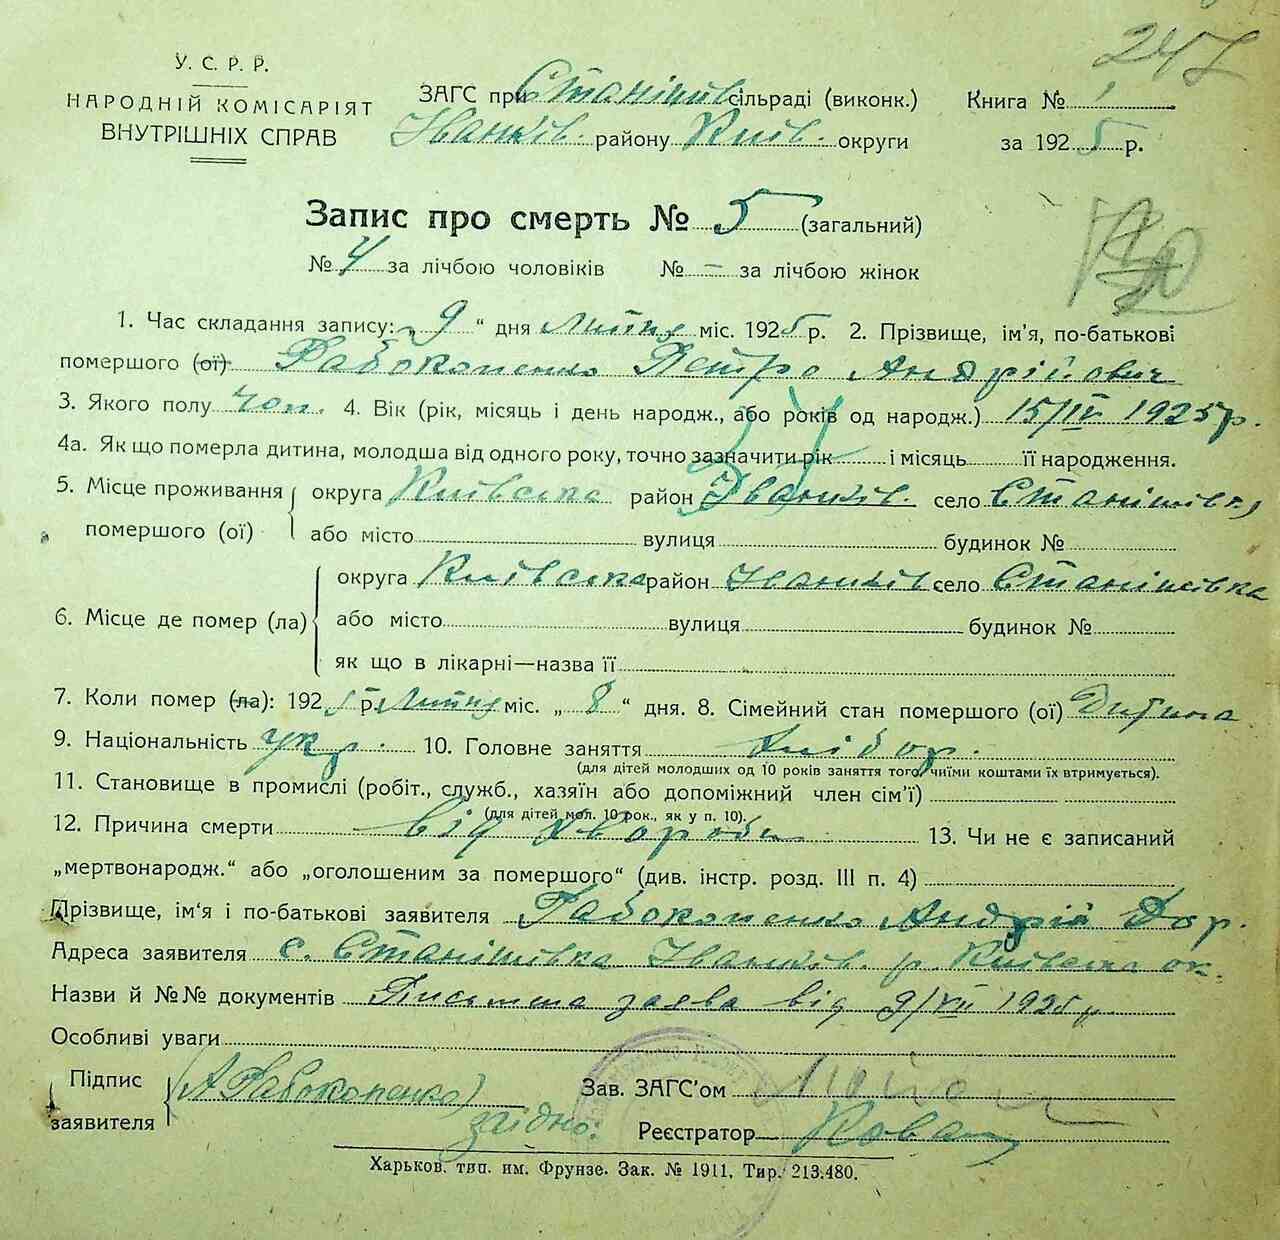 247
У. С. Р. Р.
НАРОДНІЙ КОМІСАРІЯТ
ВНУТРІШНІХ СПРАВ
ЗАГС при Станішів сільраді (виконк.)
Іванків. району Київ. округи
Книга № 1
за 1925 р.
Запис про смерть № 5 (загальний)
№ 4 за лічбою чоловіків № – за лічбою жінок
1. Час складання запису: „ 9 “ дня Липня міс. 1925 р. 2. Прізвище, ім'я, по-батькові
помершого (ої) Рабоконенко Петро Андрійович
3. Якого полу чол. 4. Вік (рік, місяць і день народж., або років од народж.) 15/IV 1925 р.
4а. Як що померла дитина, молодша від одного року, точно зазначити рік і місяць її народження.
5. Місце проживання помершого (ої) округа Київська район Іванків. село Станішівка
або місто вулиця будинок №
6. Місце де помер (ла) округа Київська район Іванків село Станішівка
або місто вулиця будинок №
як що в лікарні—назва її
7. Коли помер (ла): 1925 р. Липня міс. „ 8 “ дня. 8. Сімейний стан помершого (ої) Дитина
9. Національність укр. 10. Головне заняття хлібор.
(для дітей молодших од 10 років заняття того, чиїми коштами їх втримується).
11. Становище в промислі (робіт., служб., хазяїн або допоміжний член сім'ї)
(для дітей мол. 10 рок., як у п. 10).
12. Причина смерти від хвороби 13. Чи не є записаний
„мертвонародж.“ або „оголошеним за помершого“ (див. інстр. розд. III п. 4)
Прізвище, ім'я і по-батькові заявителя Рабоконенко Андрій
Адреса заявителя с. Станішівка Іванків. р. Київськ ок.
Назви й №№ документів Письмена заява від 9/VII 1925 р.
Особливі уваги
Підпис заявителя (А Рабоконенко)
згідно:
Зав. ЗАГС'ом
Реєстратор
Харьков. тип. им. Фрунзе. Зак. № 1911, Тир. 213.480.